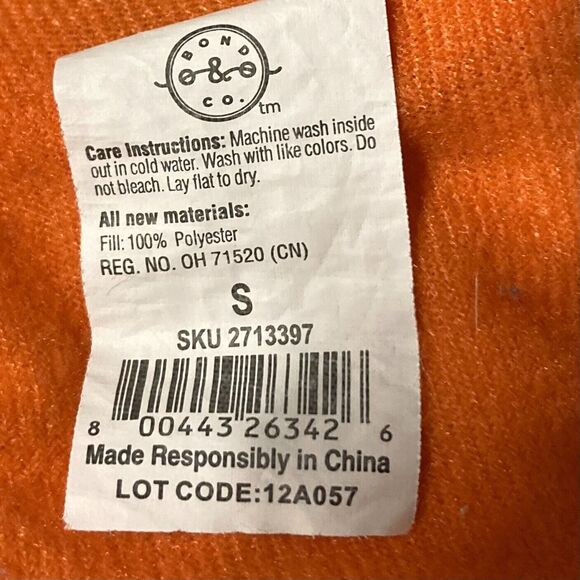 BOND
&
CO.
tm
Care Instructions: Machine wash inside
out in cold water. Wash with like colors. Do
not bleach. Lay flat to dry.
All new materials:
Fill: 100% Polyester
REG. NO. OH 71520 (CN)
S
SKU 2713397
8 00443 26342 6
Made Responsibly in China
LOT CODE:12A057